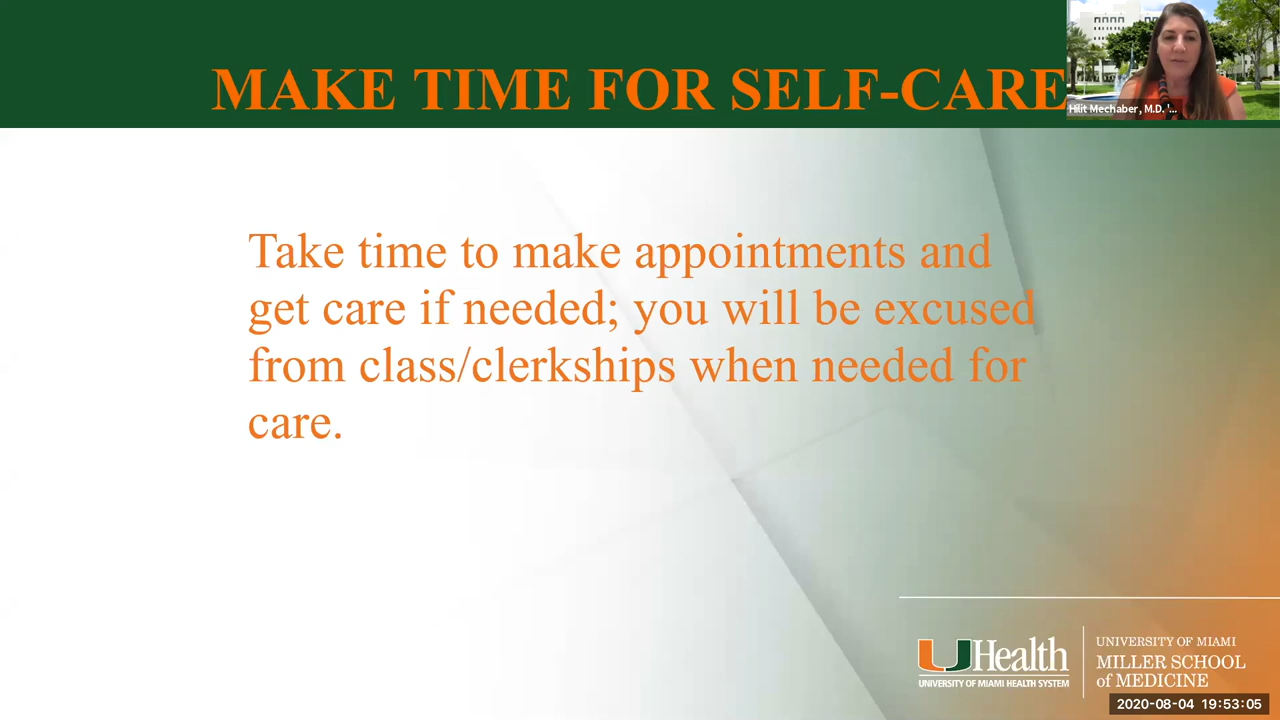 MAKE TIME FOR SELF-CARE
Hilit Mechaber, M.D. '...
Take time to make appointments and
get care if needed; you will be excused
from class/clerkships when needed for
care.
UHealth
UNIVERSITY OF MIAMI HEALTH SYSTEM
UNIVERSITY OF MIAMI
MILLER SCHOOL
of MEDICINE
2020-08-04 19:53:05